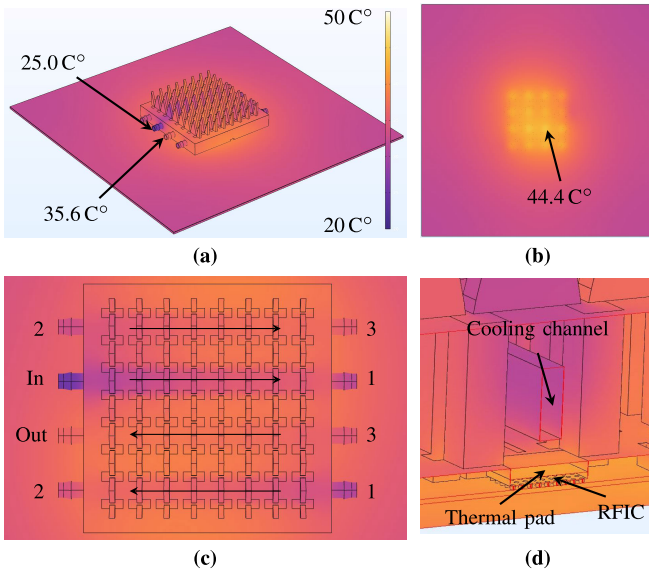 50 C°
25.0 C°
35.6 C°
20 C°
(a)
44.4 C°
(b)
2
3
In
1
Out
3
2
1
(c)
Cooling channel
Thermal pad
RFIC
(d)